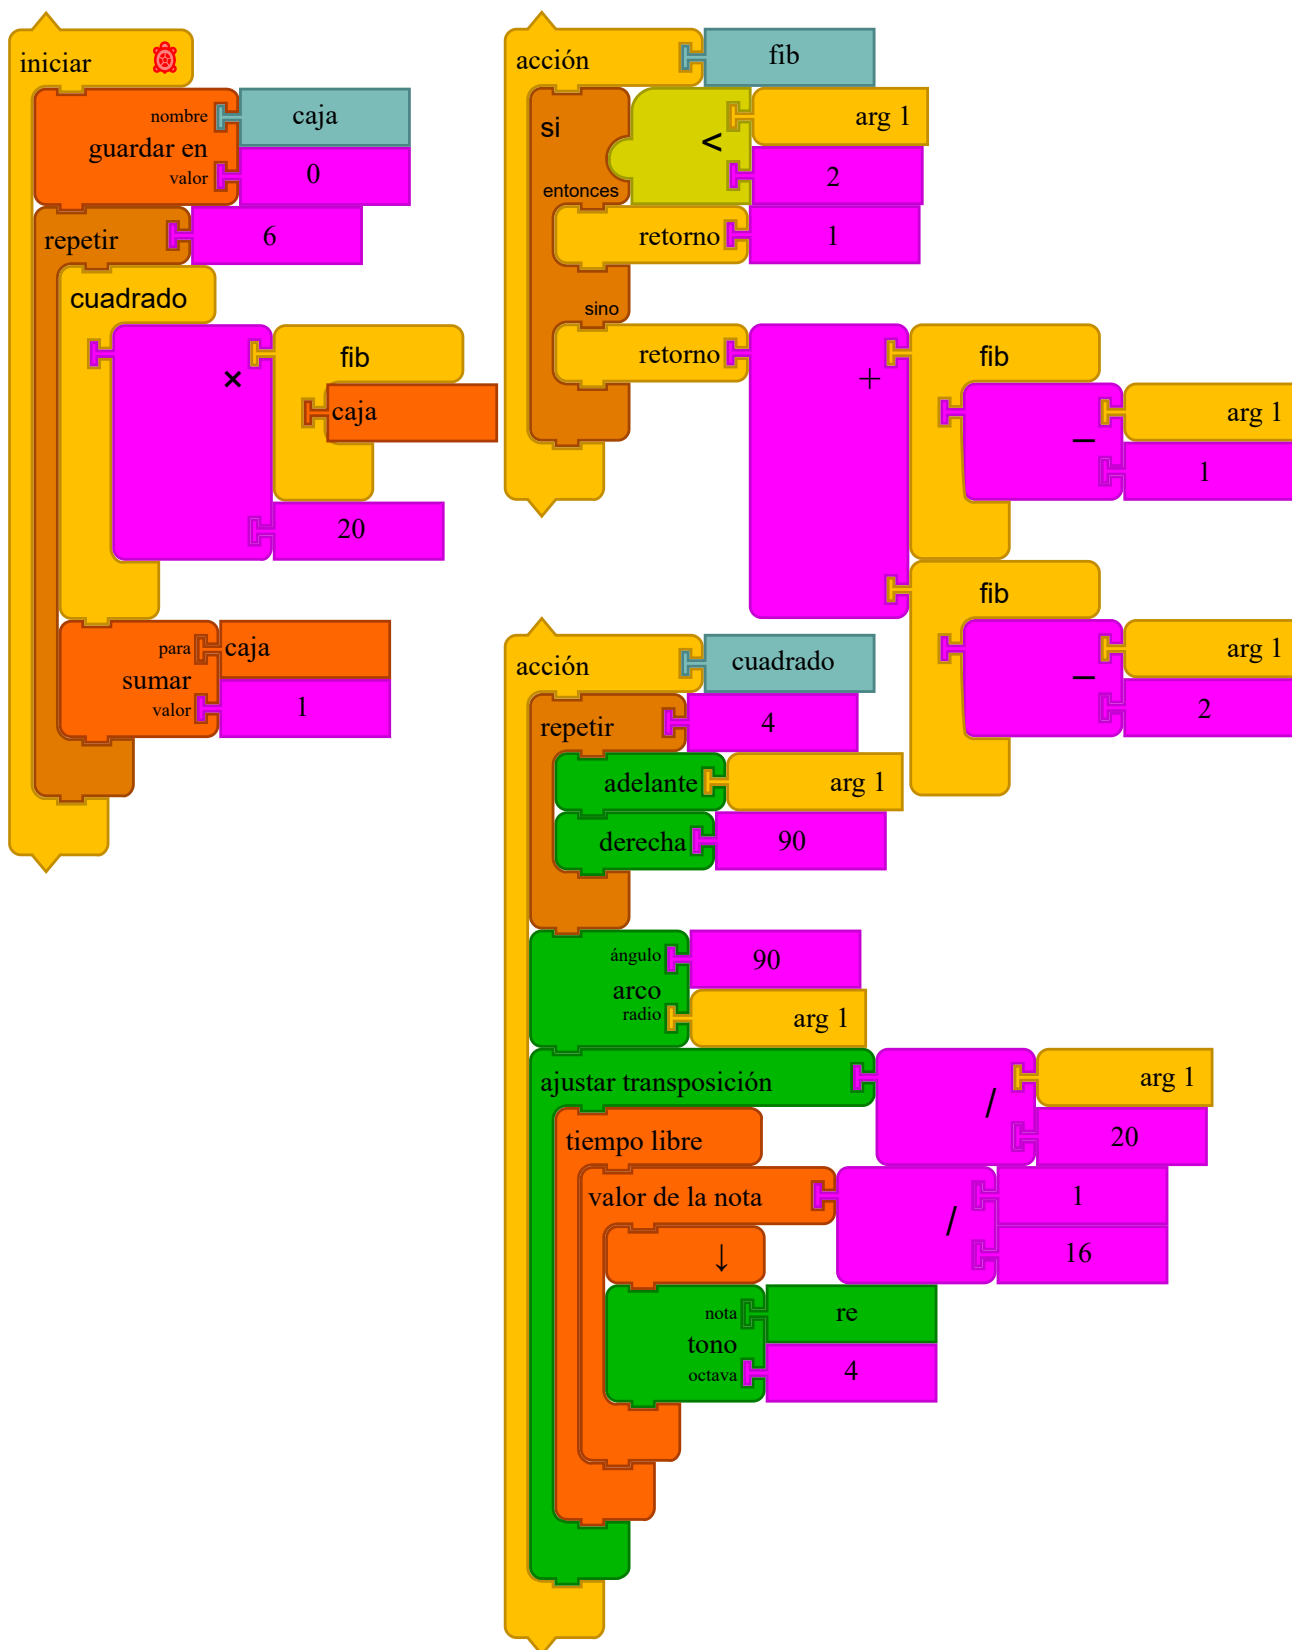 iniciar
nombre
caja
guardar en
valor
0
repetir
6
cuadrado
×
fib
caja
20
para
caja
sumar
valor
1
acción
fib
si
<
arg 1
2
entonces
retorno
1
sino
retorno
+
fib
arg 1
−
1
fib
arg 1
−
2
acción
cuadrado
repetir
4
adelante
arg 1
derecha
90
ángulo
90
arco
radio
arg 1
ajustar transposición
/
arg 1
20
tiempo libre
valor de la nota
/
1
16
↓
nota
re
tono
octava
4